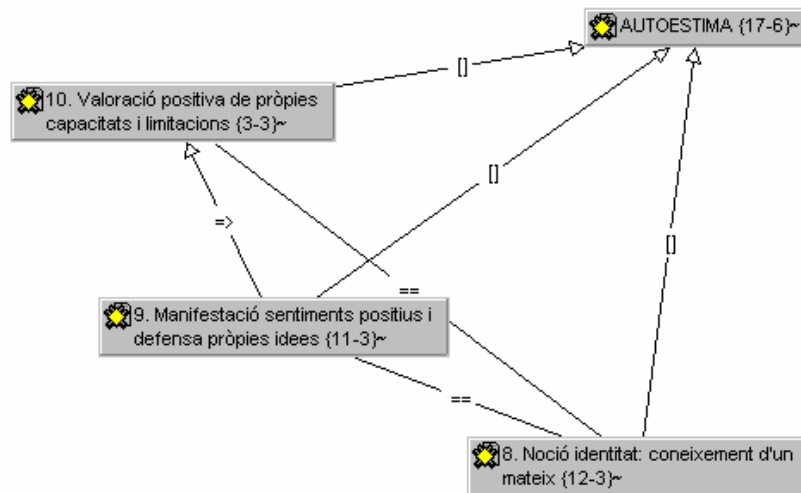 AUTOESTIMA {17-6}~
[]
10. Valoració positiva de pròpies
capacitats i limitacions {3-3}~
[]
=>
[]
==
9. Manifestació sentiments positius i
defensa pròpies idees {11-3}~
==
8. Noció identitat: coneixement d'un
mateix {12-3}~